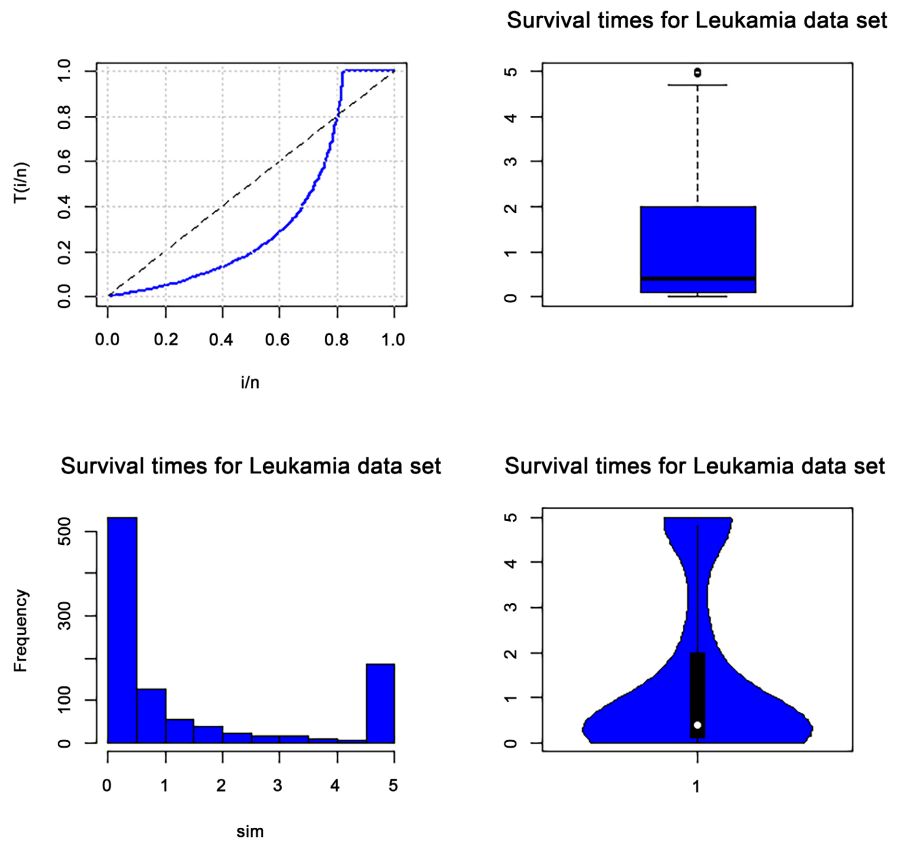 Survival times for Leukamia data set
T(i/n)
0.0 0.2 0.4 0.6 0.8 1.0
0.0 0.2 0.4 0.6 0.8 1.0
i/n
0 1 2 3 4 5
Survival times for Leukamia data set
Frequency
0 100 300 500
0 1 2 3 4 5
sim
Survival times for Leukamia data set
0 1 2 3 4 5
1